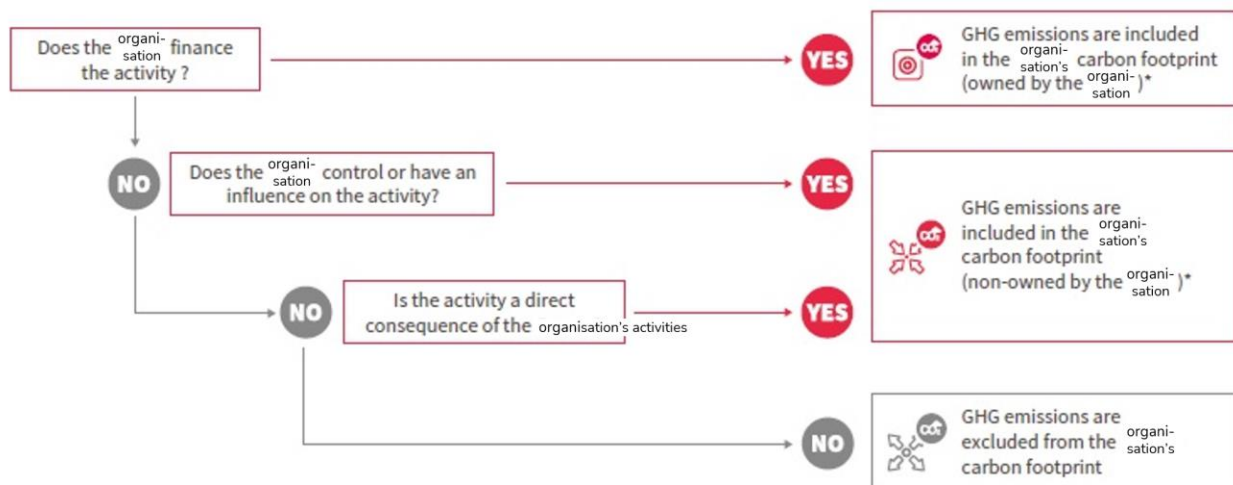 Does the organi-
sation finance
the activity ?
YES
GHG emissions are included
in the organi-
sation's carbon footprint
(owned by the organi-
sation )*
NO
Does the organi-
sation control or have an
influence on the activity?
YES
GHG emissions are
included in the organi-
sation's
carbon footprint
(non-owned by the organi-
sation )*
NO
Is the activity a direct
consequence of the organisation's activities
YES
NO
GHG emissions are
excluded from the organi-
sation's
carbon footprint